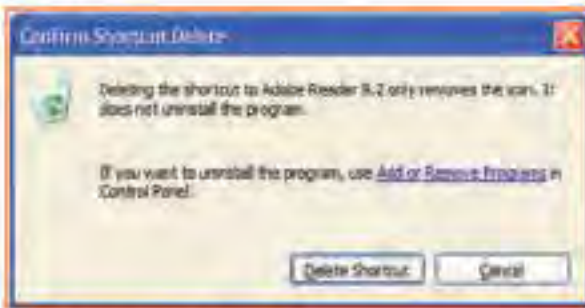 Confirm Shortcut Delete
Deleting the shortcut to Adobe Reader 8.2 only removes the icon. It
does not uninstall the program.
If you want to uninstall the program, use Add or Remove Programs in
Control Panel.
Delete Shortcut
Cancel